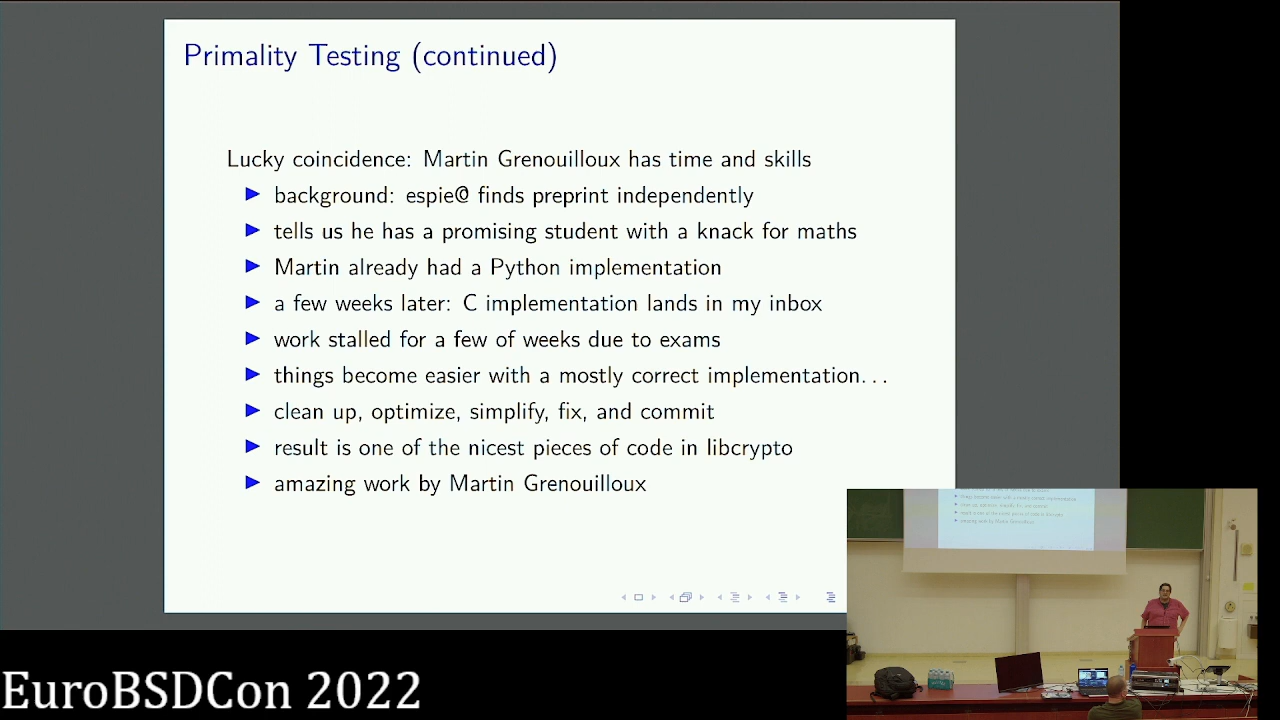 Primality Testing (continued)
Lucky coincidence: Martin Grenouilloux has time and skills
background: espie@ finds preprint independently
tells us he has a promising student with a knack for maths
Martin already had a Python implementation
a few weeks later: C implementation lands in my inbox
work stalled for a few of weeks due to exams
things become easier with a mostly correct implementation...
clean up, optimize, simplify, fix, and commit
result is one of the nicest pieces of code in libcrypto
amazing work by Martin Grenouilloux
EuroBSDCon 2022